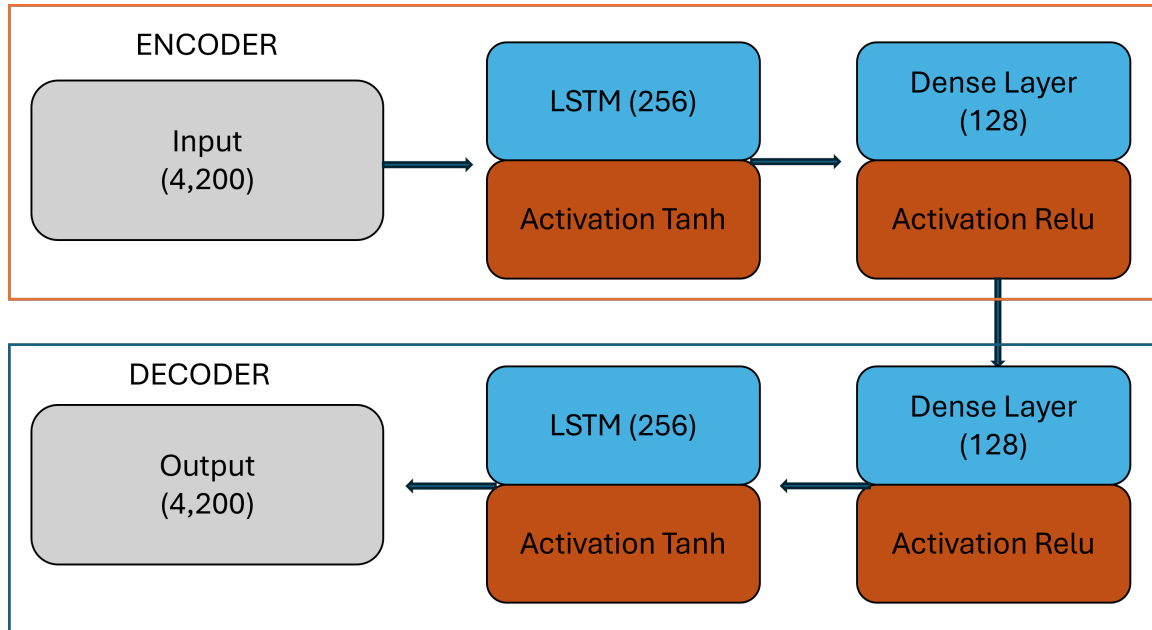 ENCODER
Input
(4,200)
LSTM (256)
Activation Tanh
Dense Layer
(128)
Activation Relu
DECODER
Output
(4,200)
LSTM (256)
Activation Tanh
Dense Layer
(128)
Activation Relu